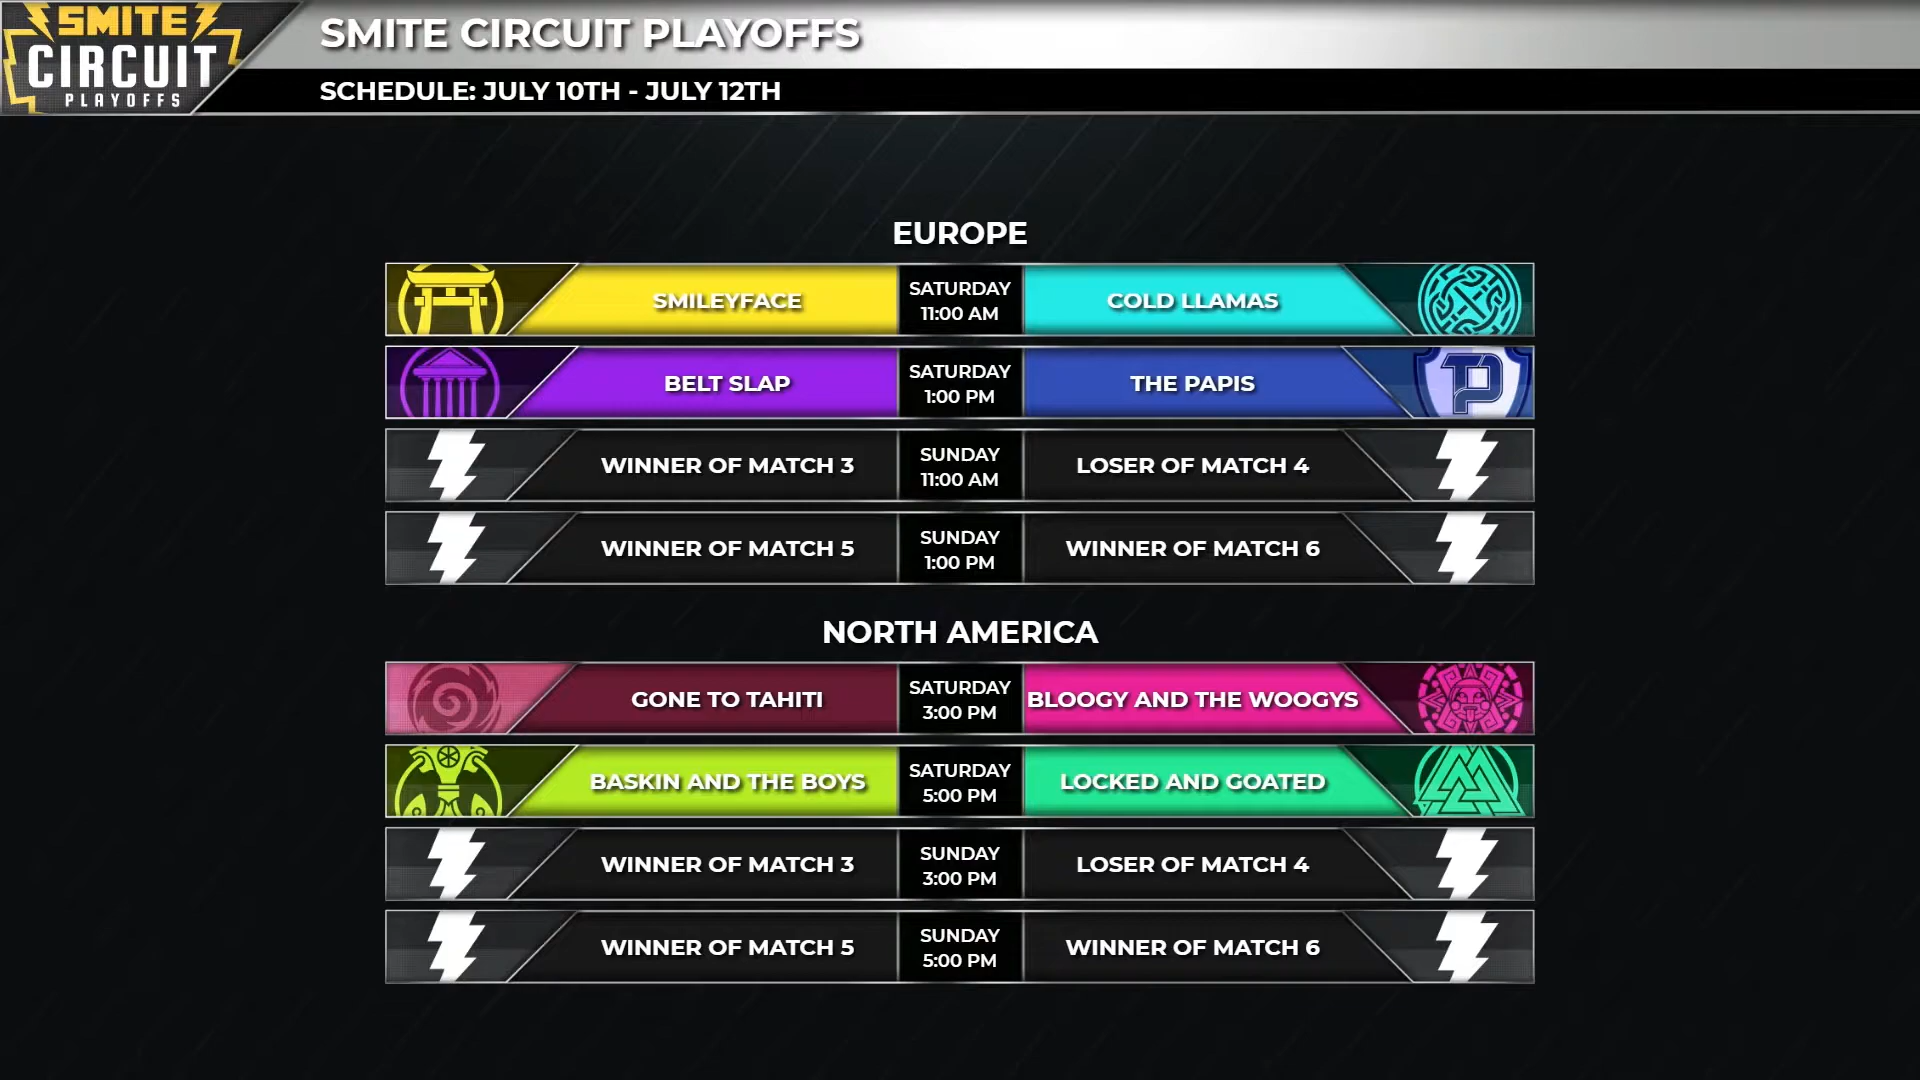 SMITE
CIRCUIT
PLAYOFFS
SMITE CIRCUIT PLAYOFFS
SCHEDULE: JULY 10TH - JULY 12TH
EUROPE
SMILEYFACE
SATURDAY
11:00 AM
COLD LLAMAS
BELT SLAP
SATURDAY
1:00 PM
THE PAPIS
TP
WINNER OF MATCH 3
SUNDAY
11:00 AM
LOSER OF MATCH 4
WINNER OF MATCH 5
SUNDAY
1:00 PM
WINNER OF MATCH 6
NORTH AMERICA
GONE TO TAHITI
SATURDAY
3:00 PM
BLOOGY AND THE WOOGYS
BASKIN AND THE BOYS
SATURDAY
5:00 PM
LOCKED AND GOATED
WINNER OF MATCH 3
SUNDAY
3:00 PM
LOSER OF MATCH 4
WINNER OF MATCH 5
SUNDAY
5:00 PM
WINNER OF MATCH 6